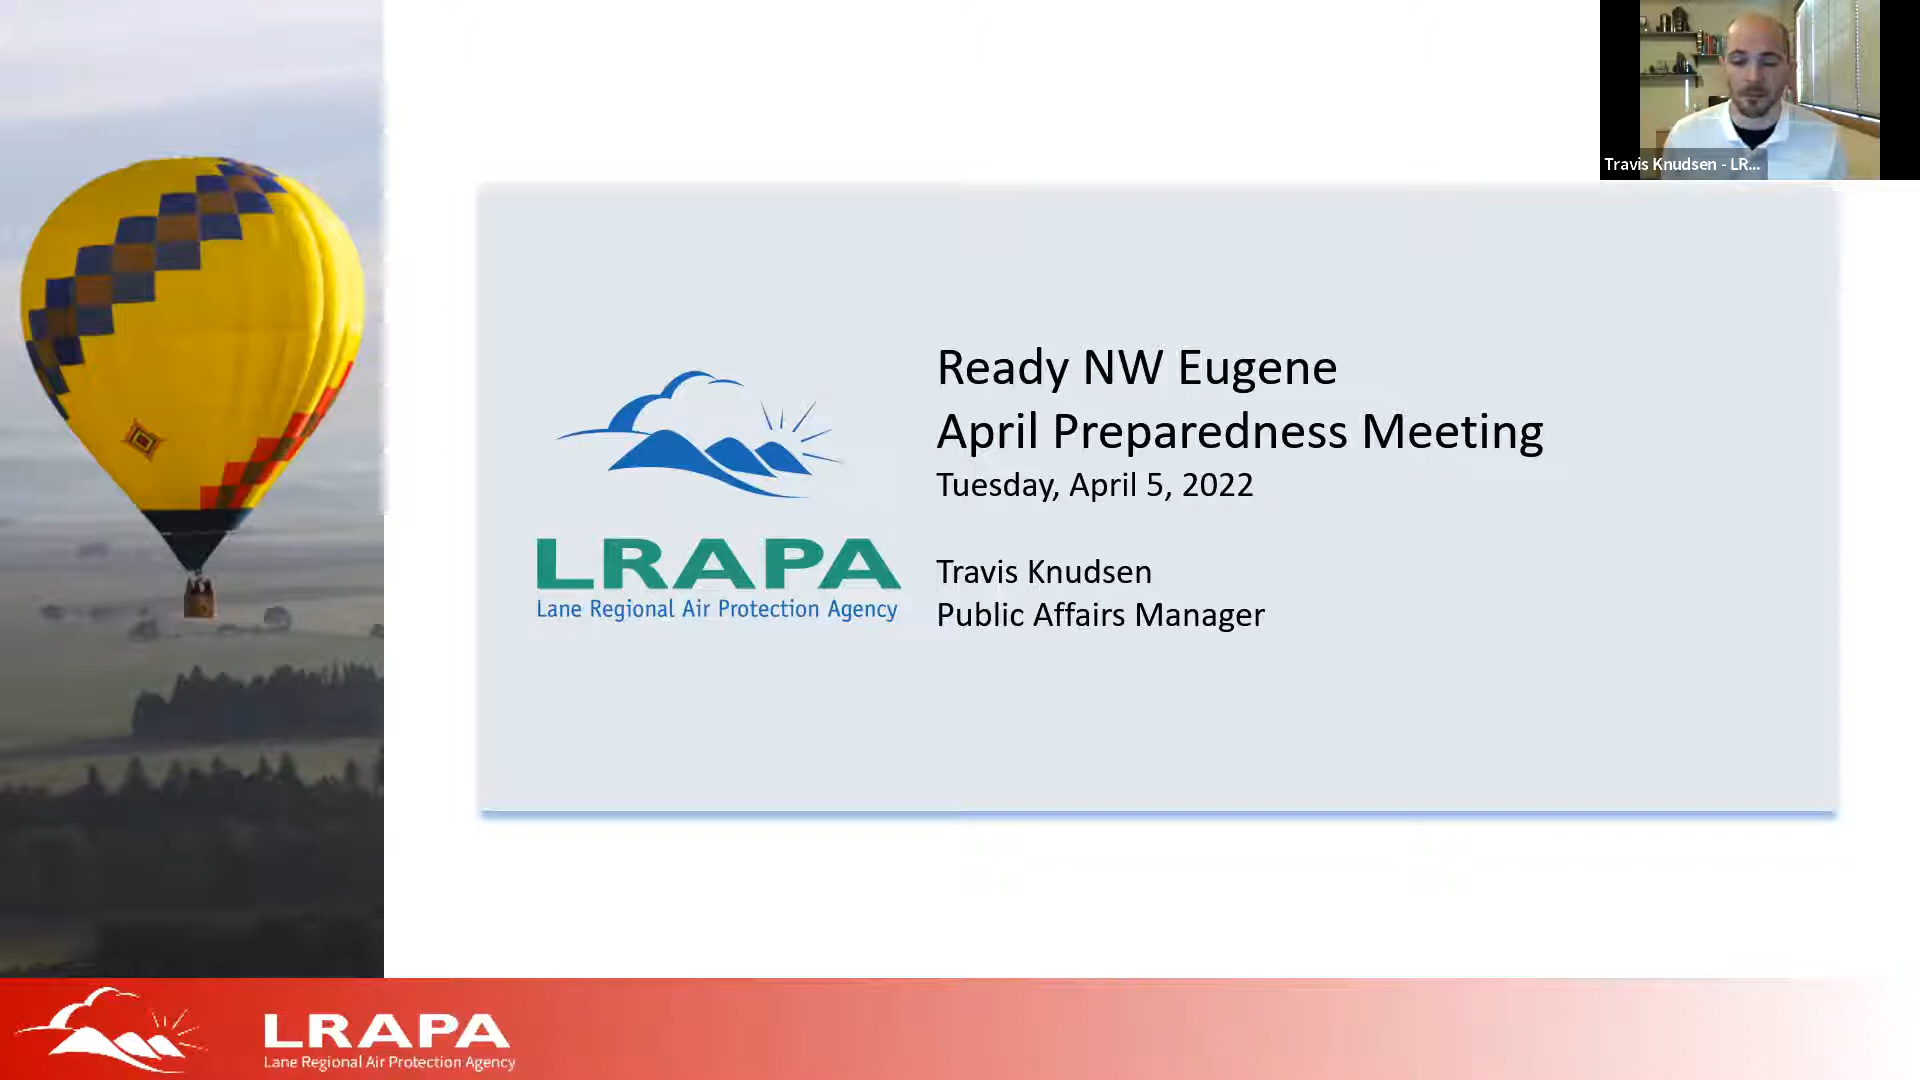 Travis Knudsen - LR...
Ready NW Eugene
April Preparedness Meeting
Tuesday, April 5, 2022
LRAPA
Lane Regional Air Protection Agency
Travis Knudsen
Public Affairs Manager
LRAPA
Lane Regional Air Protection Agency